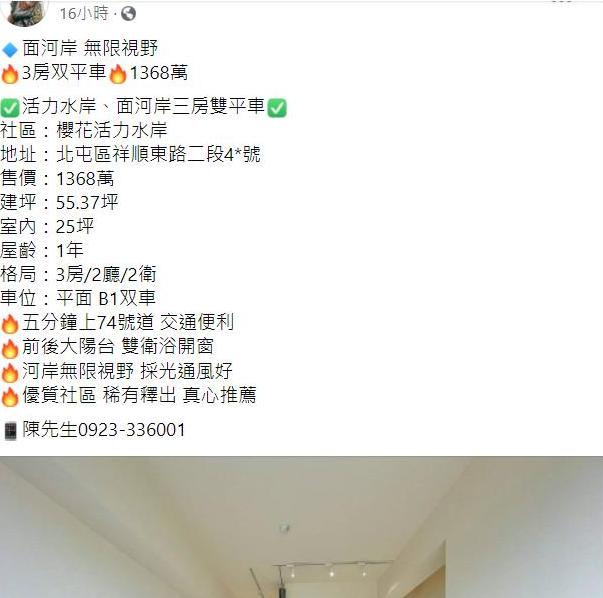 16小時 ·
🔷面河岸 無限視野
🔥3房双平車🔥1368萬
✅活力水岸、面河岸三房雙平車✅
社區：櫻花活力水岸
地址：北屯區祥順東路二段4*號
售價：1368萬
建坪：55.37坪
室內：25坪
屋齡：1年
格局：3房/2廳/2衛
車位：平面 B1双車
🔥五分鐘上74號道 交通便利
🔥前後大陽台 雙衛浴開窗
🔥河岸無限視野 採光通風好
🔥優質社區 稀有釋出 真心推薦
📱陳先生0923-336001